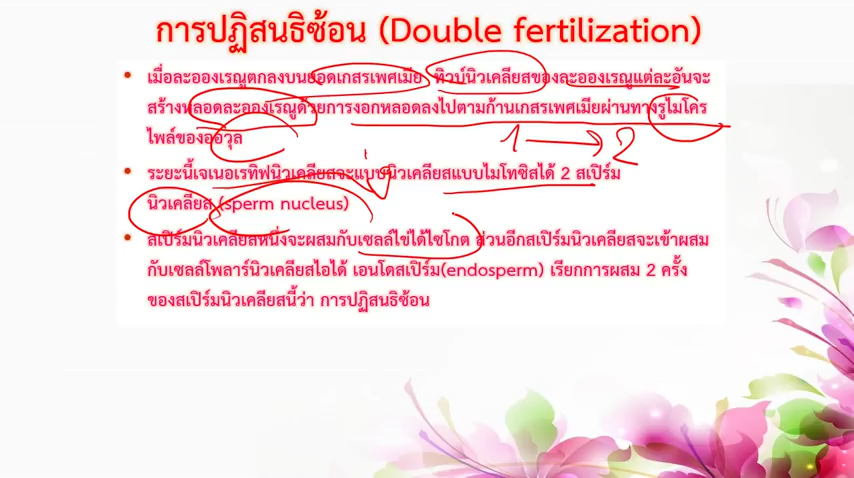 การปฏิสนธิซ้อน (Double fertilization)
• เมื่อละอองเรณูตกลงบนยอดเกสรเพศเมีย ทิวบ์นิวเคลียสของละอองเรณูแต่ละอันจะ
สร้างหลอดละอองเรณูด้วยการงอกหลอดลงไปตามก้านเกสรเพศเมียผ่านทางรูไมโคร
ไพล์ของออวุล
1 → 2
• ระยะนี้เจเนอเรทิฟนิวเคลียสจะแบบนิวเคลียสแบบไมโทซิสได้ 2 สเปิร์ม
นิวเคลียส (sperm nucleus)
• สเปิร์มนิวเคลียสหนึ่งจะผสมกับเซลล์ไข่ได้ไซโกต ส่วนอีกสเปิร์มนิวเคลียสจะเข้าผสม
กับเซลล์โพลาร์นิวเคลียสไอได้ เอนโดสเปิร์ม(endosperm) เรียกการผสม 2 ครั้ง
ของสเปิร์มนิวเคลียสนี้ว่า การปฏิสนธิซ้อน